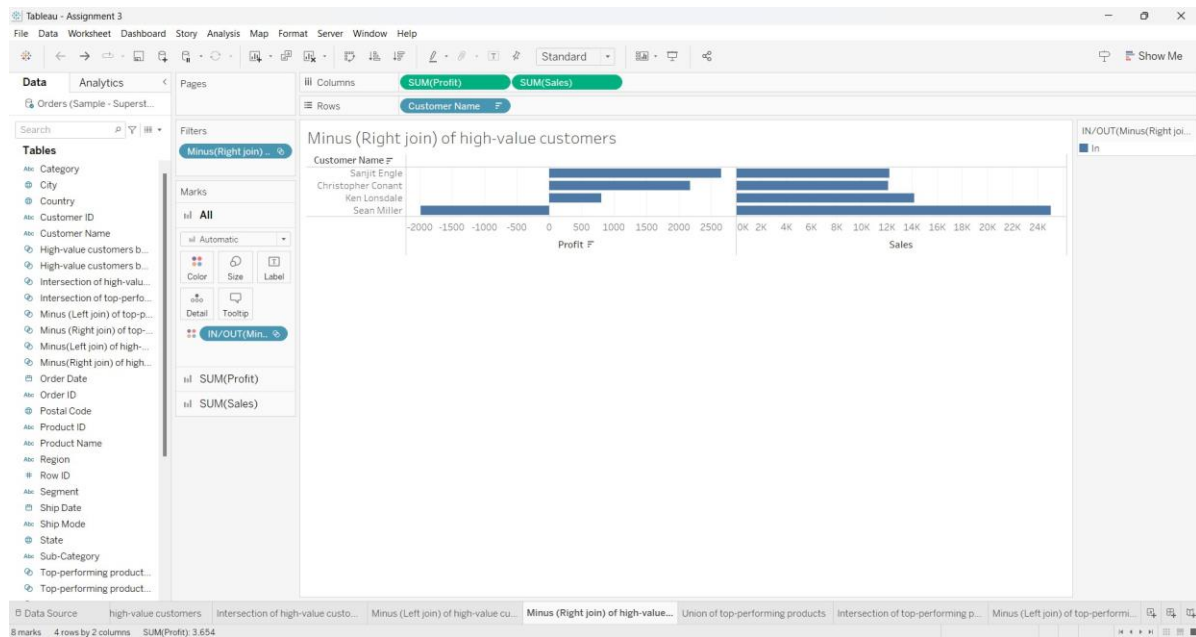 Tableau - Assignment 3
File Data Worksheet Dashboard Story Analysis Map Format Server Window Help
Standard
Show Me
Data Analytics
Pages
iii Columns SUM(Profit) SUM(Sales)
Orders (Sample - Superst...
Rows Customer Name
Search
Tables
Abc Category
City
Country
Abc Customer ID
Abc Customer Name
High-value customers b...
High-value customers b...
Intersection of high-valu...
Intersection of top-perfo...
Minus (Left join) of top-p...
Minus (Right join) of top-...
Minus(Left join) of high-...
Minus(Right join) of high...
Order Date
Abc Order ID
Postal Code
Abc Product ID
Abc Product Name
Abc Region
# Row ID
Abc Segment
Ship Date
Abc Ship Mode
State
Abc Sub-Category
Top-performing product...
Top-performing product...
Filters
Minus(Right join) ...
Marks
All
Automatic
Color Size Label
Detail Tooltip
IN/OUT(Min...
SUM(Profit)
SUM(Sales)
Minus (Right join) of high-value customers
Customer Name
Sanjit Engle
Christopher Conant
Ken Lonsdale
Sean Miller
-2000 -1500 -1000 -500 0 500 1000 1500 2000 2500
Profit
0K 2K 4K 6K 8K 10K 12K 14K 16K 18K 20K 22K 24K
Sales
IN/OUT(Minus(Right joi...
In
Data Source high-value customers Intersection of high-value custo... Minus (Left join) of high-value cu... Minus (Right join) of high-value... Union of top-performing products Intersection of top-performing p... Minus (Left join) of top-performi...
8 marks 4 rows by 2 columns SUM(Profit): 3,654